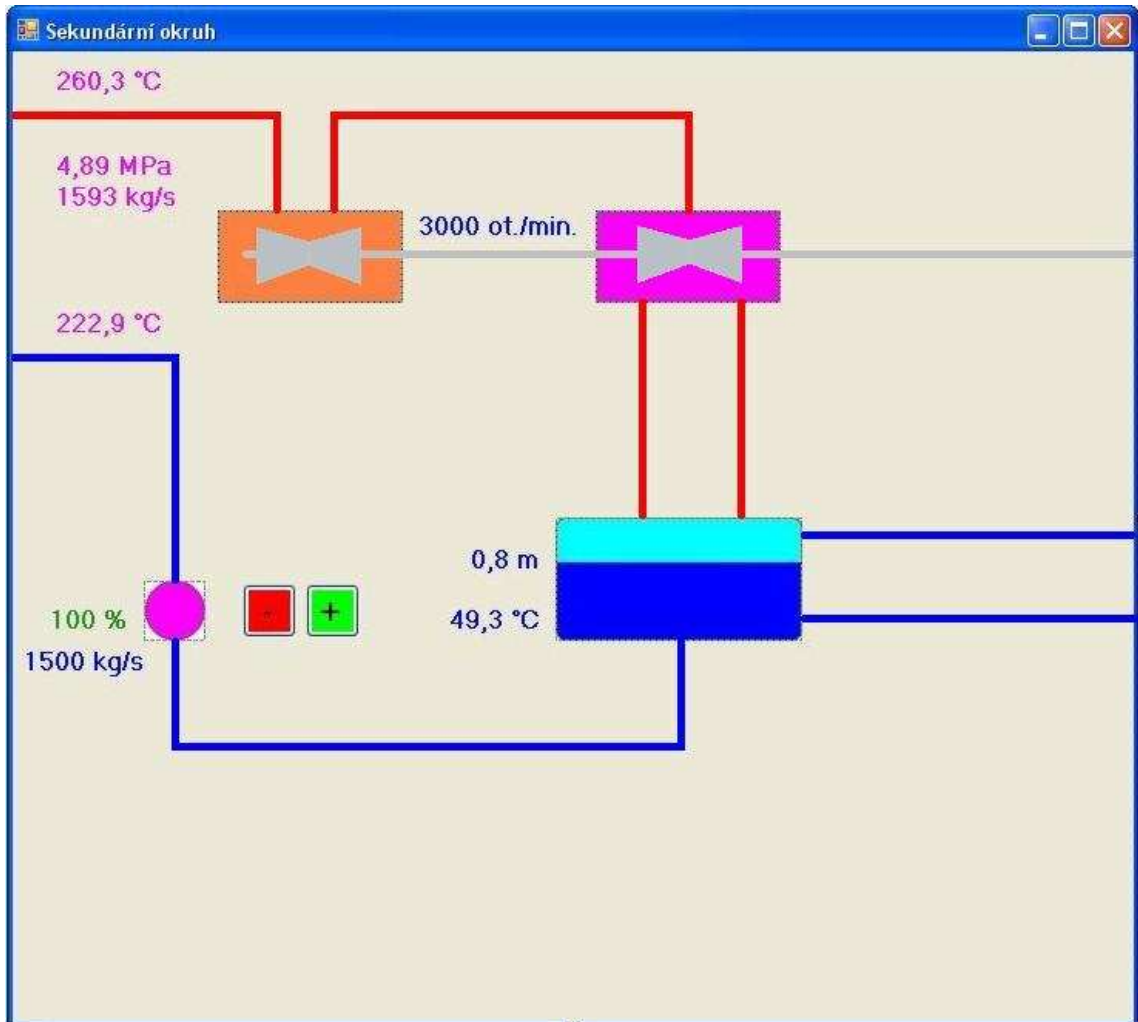 Sekundární okruh
260,3 °C
4,89 MPa
1593 kg/s
3000 ot./min.
222,9 °C
0,8 m
100 %
- +
49,3 °C
1500 kg/s